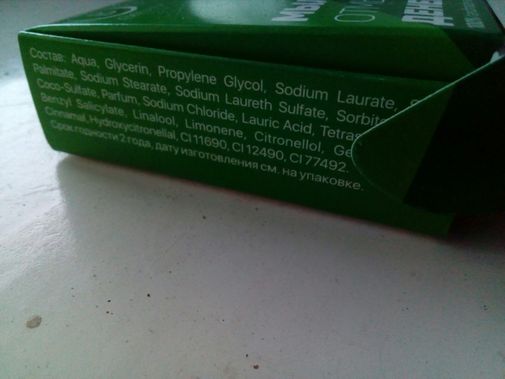 Состав: Aqua, Glycerin, Propylene Glycol, Sodium Laurate,
Palmitate, Sodium Stearate, Sodium Laureth Sulfate,
Coco-Sulfate, Parfum, Sodium Chloride, Lauric Acid,
Benzyl Salicylate, Linalool, Limonene, Citronellol,
Cinnamal, Hydroxycitronellal, CI 11690, CI 12490, CI 77492.
Срок годности 2 года, дату изготовления см. на упаковке.